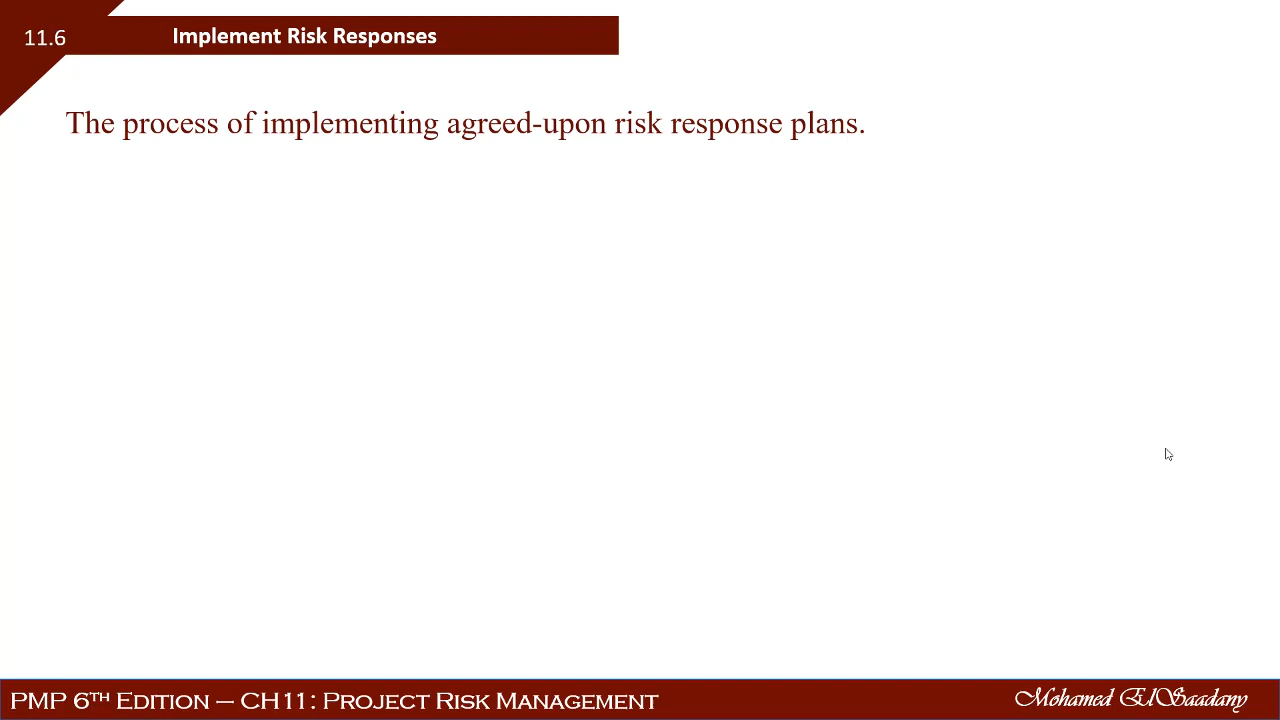 11.6
Implement Risk Responses
The process of implementing agreed-upon risk response plans.
PMP 6TH Edition – CH11: Project Risk Management
Mohamed ElSaadany